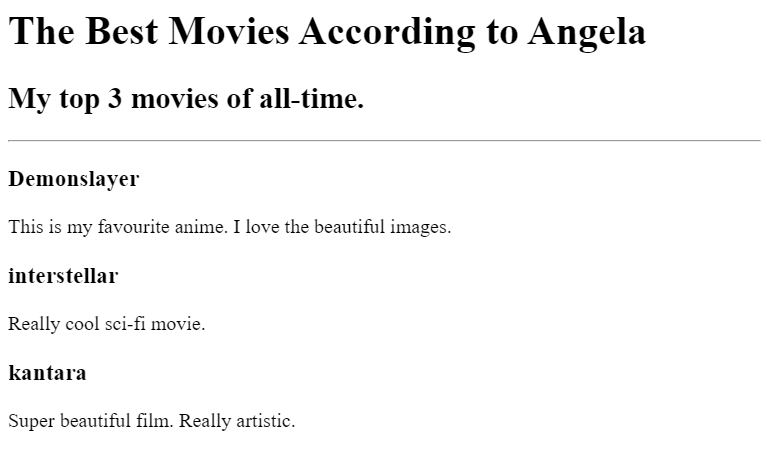 The Best Movies According to Angela
My top 3 movies of all-time.
Demonslayer
This is my favourite anime. I love the beautiful images.
interstellar
Really cool sci-fi movie.
kantara
Super beautiful film. Really artistic.